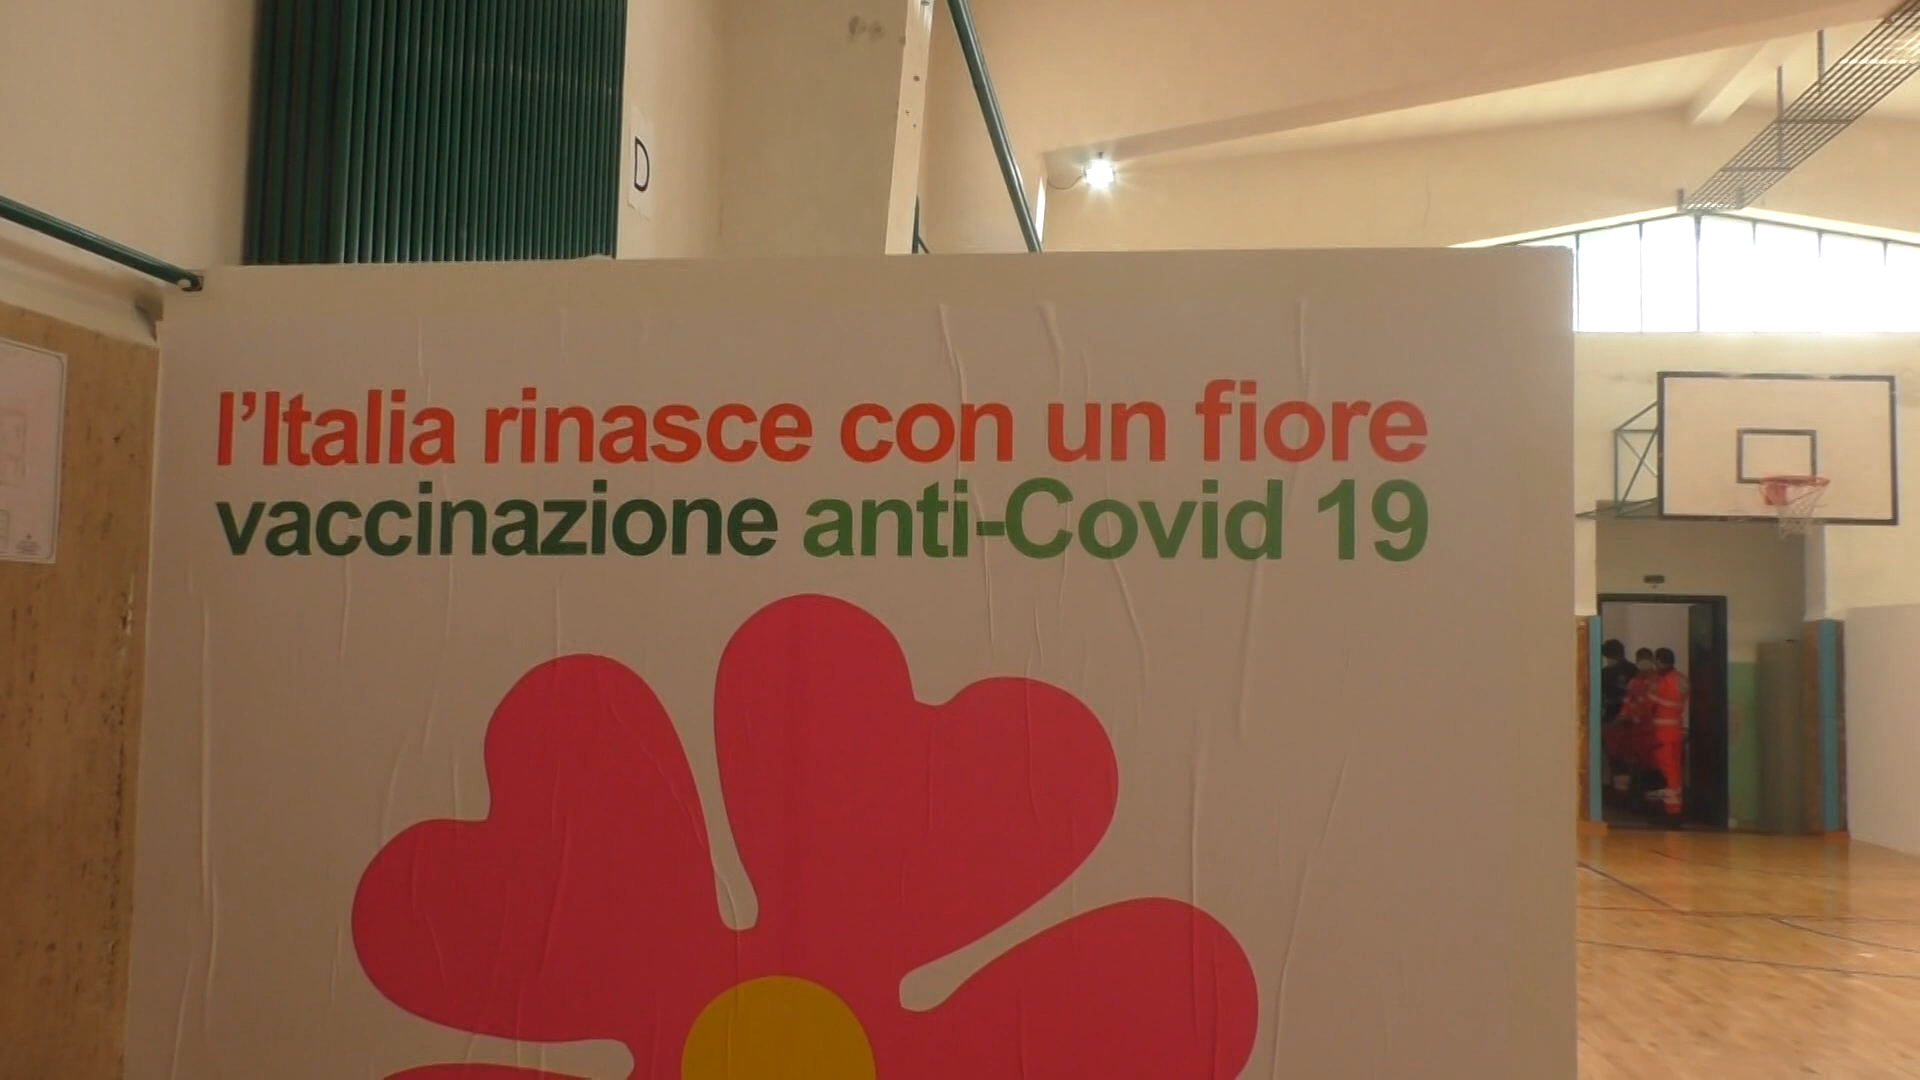 D
l'Italia rinasce con un fiore
vaccinazione anti-Covid 19